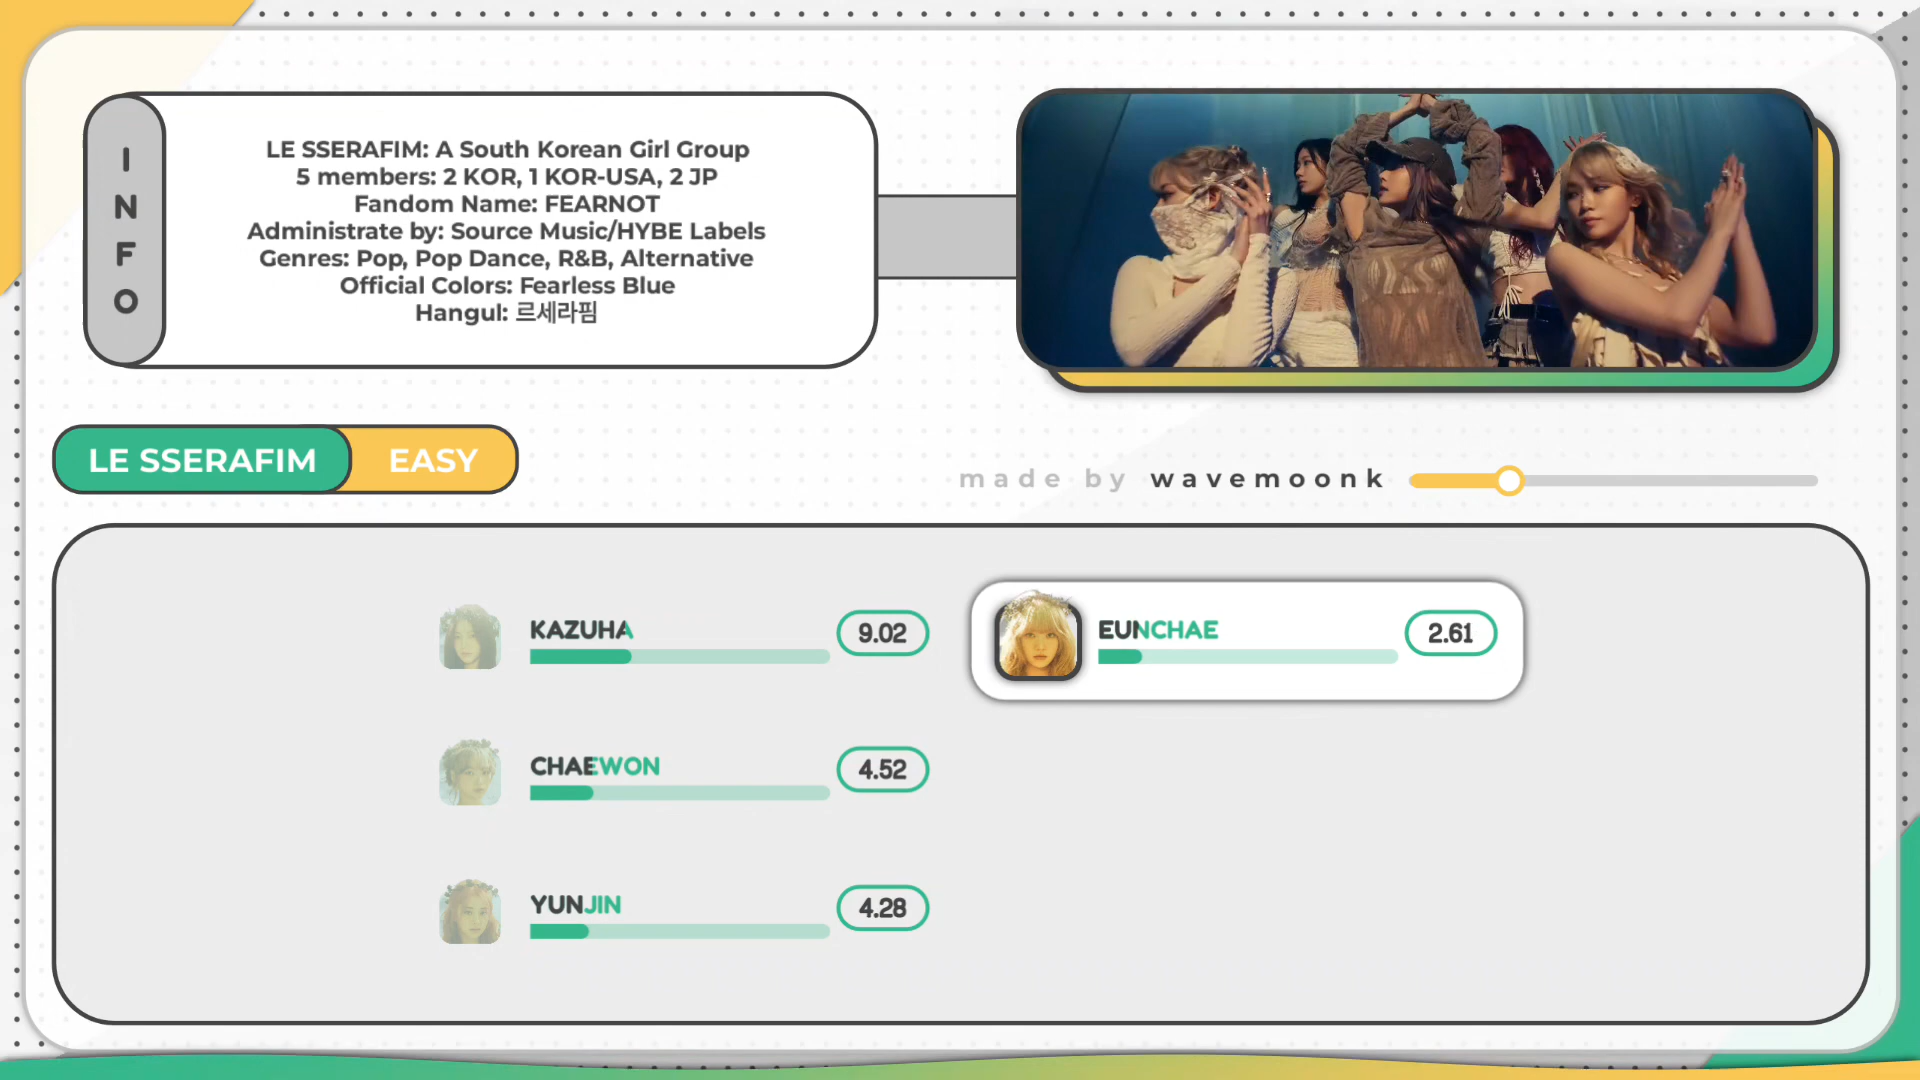 INFO
LE SSERAFIM: A South Korean Girl Group
5 members: 2 KOR, 1 KOR-USA, 2 JP
Fandom Name: FEARNOT
Administrate by: Source Music/HYBE Labels
Genres: Pop, Pop Dance, R&B, Alternative
Official Colors: Fearless Blue
Hangul: 르세라핌
LE SSERAFIM EASY
made by wavemoonk
KAZUHA 9.02
EUNCHAE 2.61
CHAEWON 4.52
YUNJIN 4.28